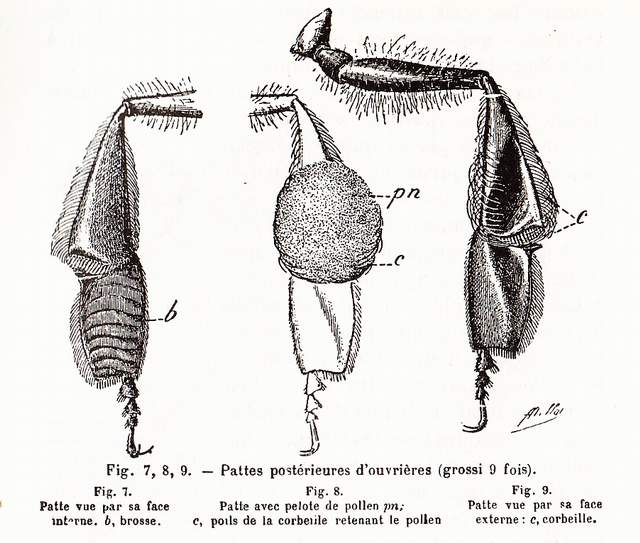 pn
c
c
b
Fig. 7, 8, 9. — Pattes postérieures d'ouvrières (grossi 9 fois).
Fig. 7.
Patte vue par sa face
interne. b, brosse.
Fig. 8.
Patte avec pelote de pollen pn;
c, poils de la corbeille retenant le pollen
Fig. 9.
Patte vue par sa face
externe: c, corbeille.